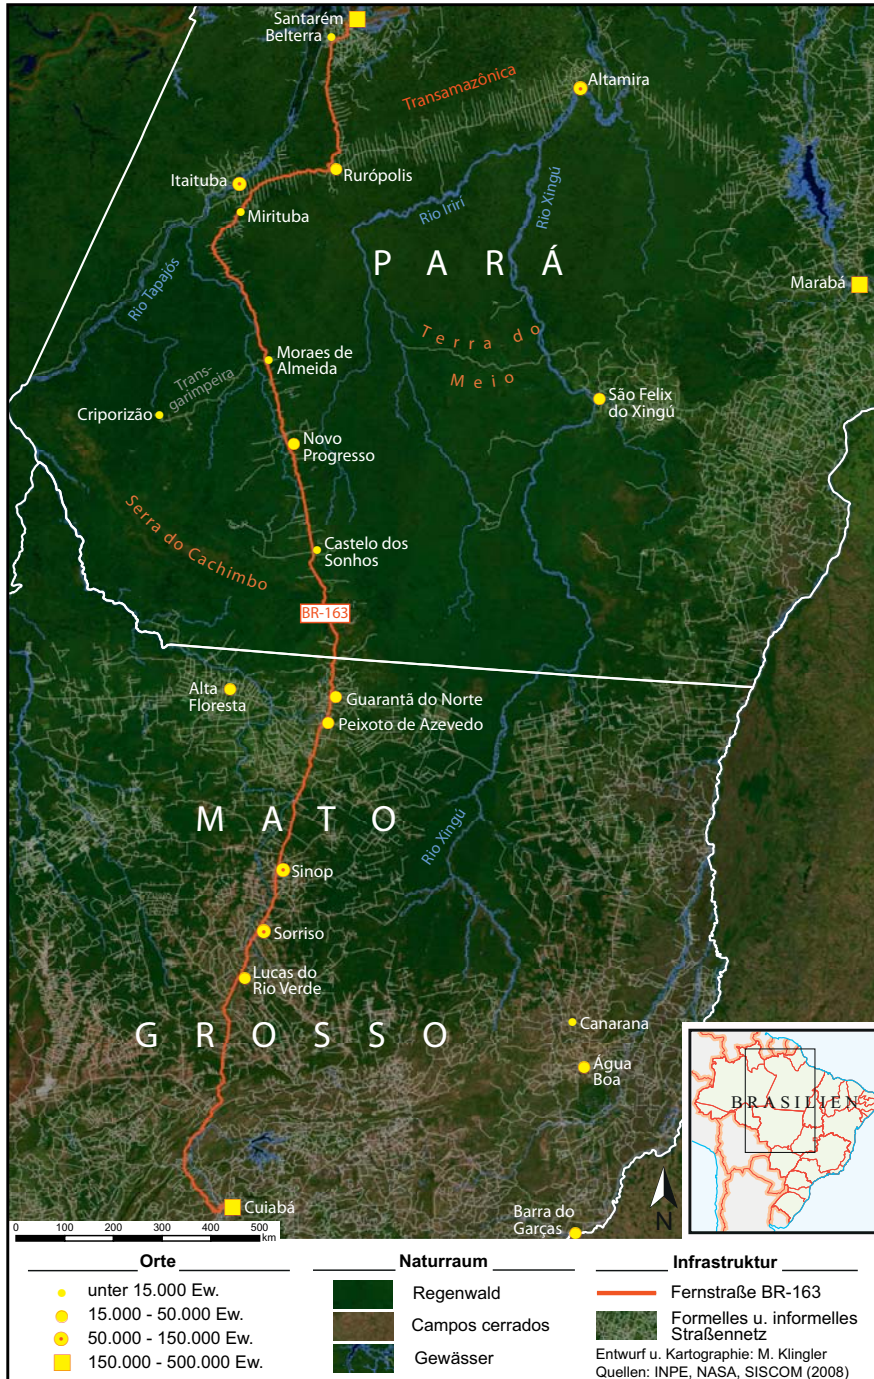 Santarém
Belterra
Transamazônica
Altamira
Itaituba
Rurópolis
Mirituba
Rio Iriri
Rio Xingú
PARÁ
Rio Tapajós
Marabá
Terra do
Meio
Moraes de
Almeida
Trans-
garimpeira
Criporizão
São Felix
do Xingú
Novo
Progresso
Serra do Cachimbo
Castelo dos
Sonhos
BR-163
Alta
Floresta
Guarantã do Norte
Peixoto de Azevedo
MATO
Rio Xingú
Sinop
Sorriso
Lucas do
Rio Verde
GROSSO
Canarana
Água
Boa
BRASILIEN
Cuiabá
Barra do
Garças
N
0 100 200 300 400 500
km
Orte
unter 15.000 Ew.
15.000 - 50.000 Ew.
50.000 - 150.000 Ew.
150.000 - 500.000 Ew.
Naturraum
Regenwald
Campos cerrados
Gewässer
Infrastruktur
Fernstraße BR-163
Formelles u. informelles
Straßennetz
Entwurf u. Kartographie: M. Klingler
Quellen: INPE, NASA, SISCOM (2008)